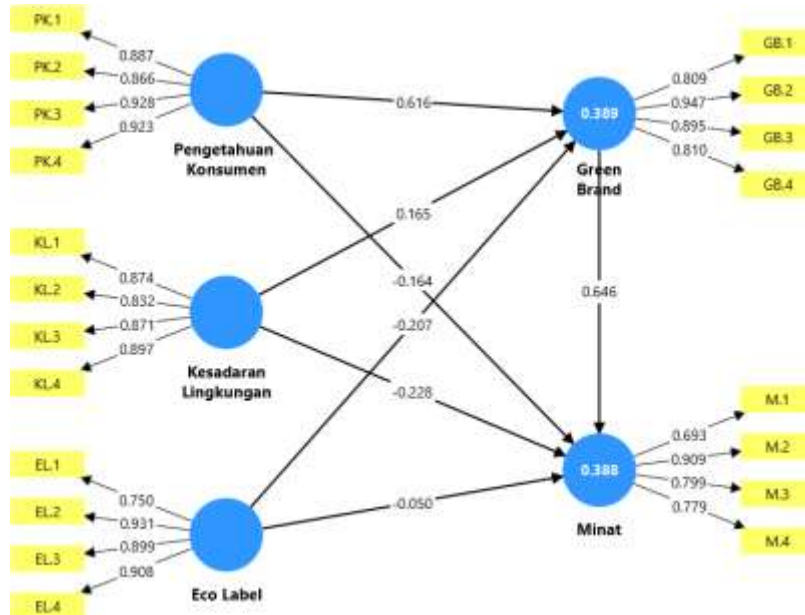 PK.1
0.887
PK.2
0.866
PK.3
0.928
PK.4
0.923
Pengetahuan
Konsumen
0.616
0.389
Green
Brand
GB.1
0.809
GB.2
0.947
GB.3
0.895
GB.4
0.810
KL.1
0.874
KL.2
0.832
KL.3
0.871
KL.4
0.897
Kesadaran
Lingkungan
0.165
-0.164
-0.207
-0.228
0.646
EL.1
0.750
EL.2
0.931
EL.3
0.899
EL.4
0.908
Eco Label
-0.050
0.388
Minat
M.1
0.693
M.2
0.909
M.3
0.799
M.4
0.779